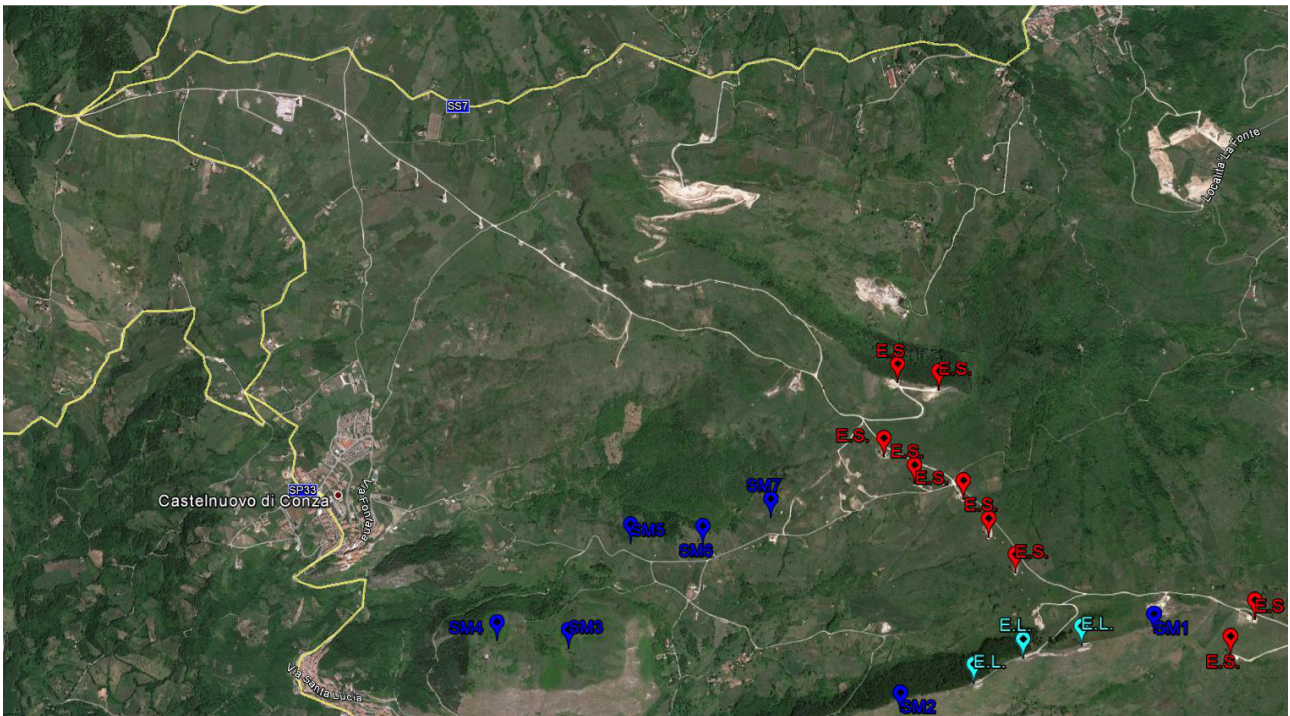 SS7
Località La Fonte
E.S.
E.S.
E.S.
E.S.
E.S.
SP33
Castelnuovo di Conza
Via Fontana
SM7
E.S.
SM5
SM6
E.S.
E.S
SM4
SM3
E.L.
E.L.
SM1
E.S.
E.L.
Via Santa Lucia
SM2